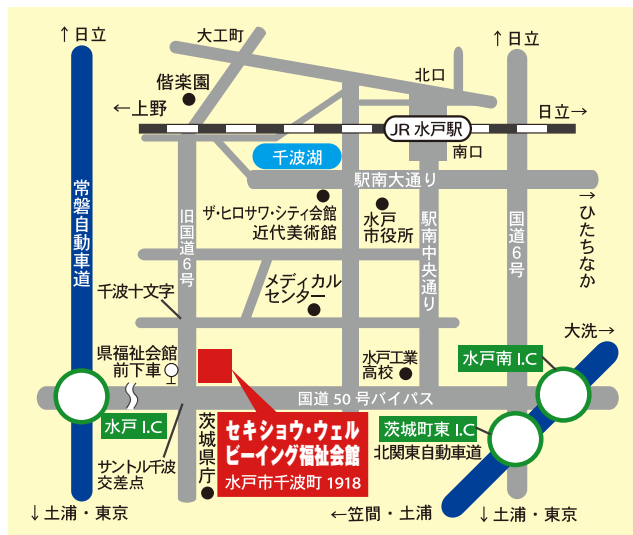 ↑日立
大工町
↑日立
北口
偕楽園
←上野
日立→
JR 水戸駅
南口
千波湖
駅南大通り
→ひたちなか
常磐自動車道
旧国道6号
ザ・ヒロサワ・シティ会館
近代美術館
水戸
市役所
駅南中央通り
国道6号
千波十文字
メディカル
センター
大洗→
県福祉会館
前下車
水戸工業
高校
水戸南 I.C
国道 50 号バイパス
水戸 I.C
茨城県庁
セキショウ・ウェル
ビーイング福祉会館
水戸市千波町 1918
茨城町東 I.C
北関東自動車道
サントル千波
交差点
↓土浦・東京
←笠間・土浦
↓土浦・東京